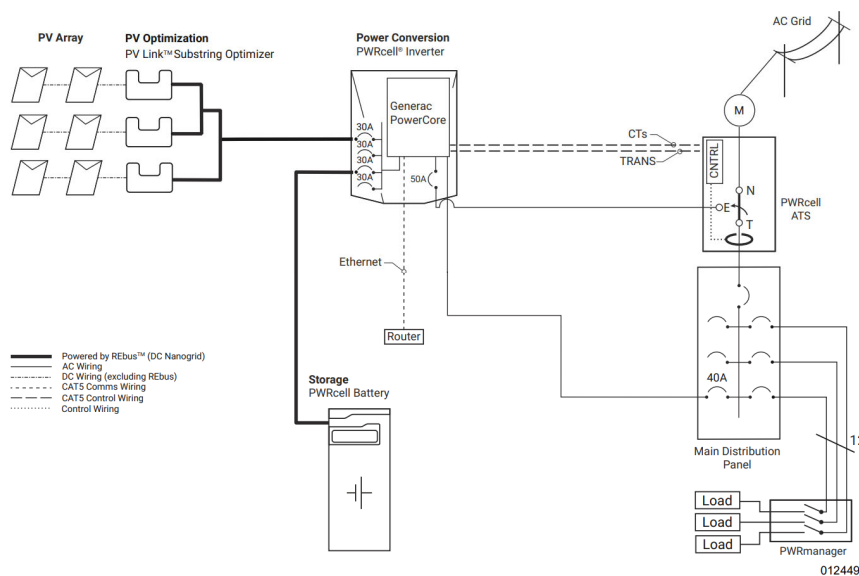 PV Array
PV Optimization
PV Link™ Substring Optimizer
Power Conversion
PWRcell® Inverter
AC Grid
Generac
PowerCore
30A
30A
30A
30A
50A
CTs
TRANS
M
CNTRL
N
E
T
PWRcell
ATS
Ethernet
Router
Powered by REbus™ (DC Nanogrid)
AC Wiring
DC Wiring (excluding REbus)
CAT5 Comms Wiring
CAT5 Control Wiring
Control Wiring
Storage
PWRcell Battery
40A
Main Distribution
Panel
Load
Load
Load
PWRmanager
012449